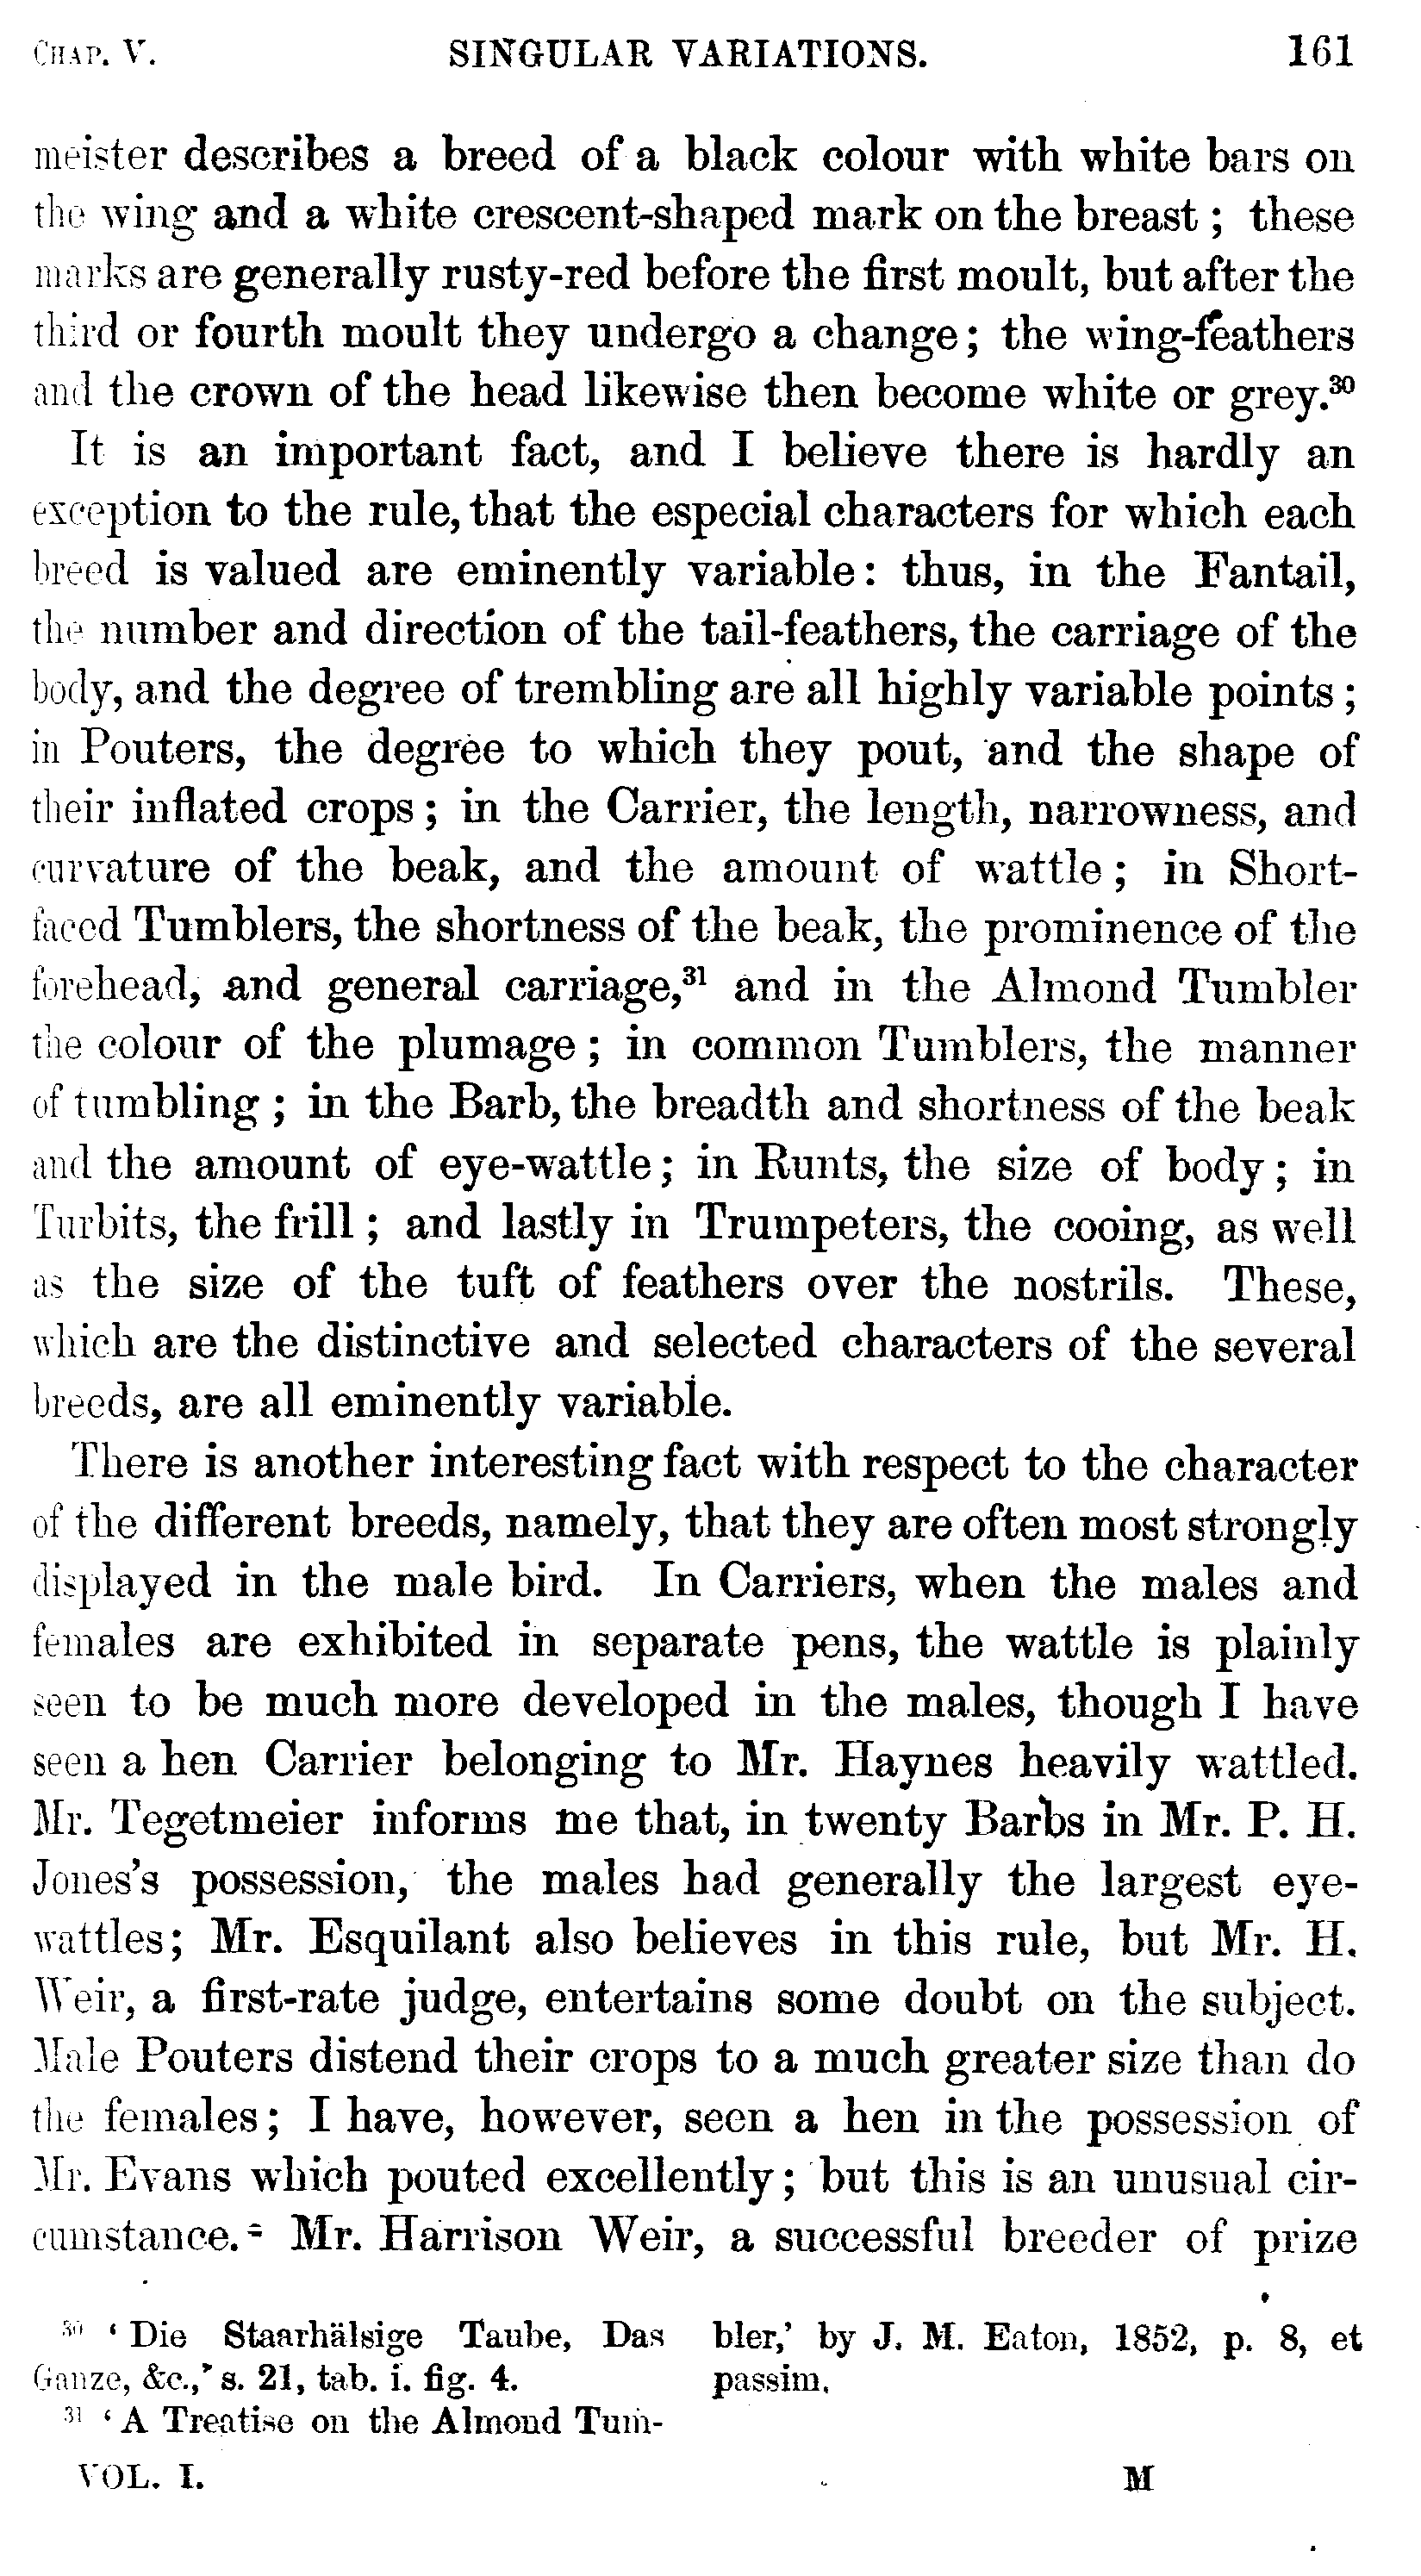 CHAP. V. SINGULAR VARIATIONS. 161
meister describes a breed of a black colour with white bars on
the wing and a white crescent-shaped mark on the breast; these
marks are generally rusty-red before the first moult, but after the
third or fourth moult they undergo a change; the wing-feathers
and the crown of the head likewise then become white or grey.³⁰
It is an important fact, and I believe there is hardly an
exception to the rule, that the especial characters for which each
breed is valued are eminently variable: thus, in the Fantail,
the number and direction of the tail-feathers, the carriage of the
body, and the degree of trembling are all highly variable points;
in Pouters, the degree to which they pout, and the shape of
their inflated crops; in the Carrier, the length, narrowness, and
curvature of the beak, and the amount of wattle; in Short-
faced Tumblers, the shortness of the beak, the prominence of the
forehead, and general carriage,³¹ and in the Almond Tumbler
the colour of the plumage; in common Tumblers, the manner
of tumbling; in the Barb, the breadth and shortness of the beak
and the amount of eye-wattle; in Runts, the size of body; in
Turbits, the frill; and lastly in Trumpeters, the cooing, as well
as the size of the tuft of feathers over the nostrils. These,
which are the distinctive and selected characters of the several
breeds, are all eminently variable.
There is another interesting fact with respect to the character
of the different breeds, namely, that they are often most strongly
displayed in the male bird. In Carriers, when the males and
females are exhibited in separate pens, the wattle is plainly
seen to be much more developed in the males, though I have
seen a hen Carrier belonging to Mr. Haynes heavily wattled.
Mr. Tegetmeier informs me that, in twenty Barbs in Mr. P. H.
Jones's possession, the males had generally the largest eye-
wattles; Mr. Esquilant also believes in this rule, but Mr. H.
Weir, a first-rate judge, entertains some doubt on the subject.
Male Pouters distend their crops to a much greater size than do
the females; I have, however, seen a hen in the possession of
Mr. Evans which pouted excellently; but this is an unusual cir-
cumstance. Mr. Harrison Weir, a successful breeder of prize
³⁰ ‘Die Staarhälsige Taube, Das
Ganze, &c.,’ s. 21, tab. i. fig. 4.
³¹ ‘A Treatise on the Almond Tum-
bler,’ by J. M. Eaton, 1852, p. 8, et
passim.
VOL. I. M